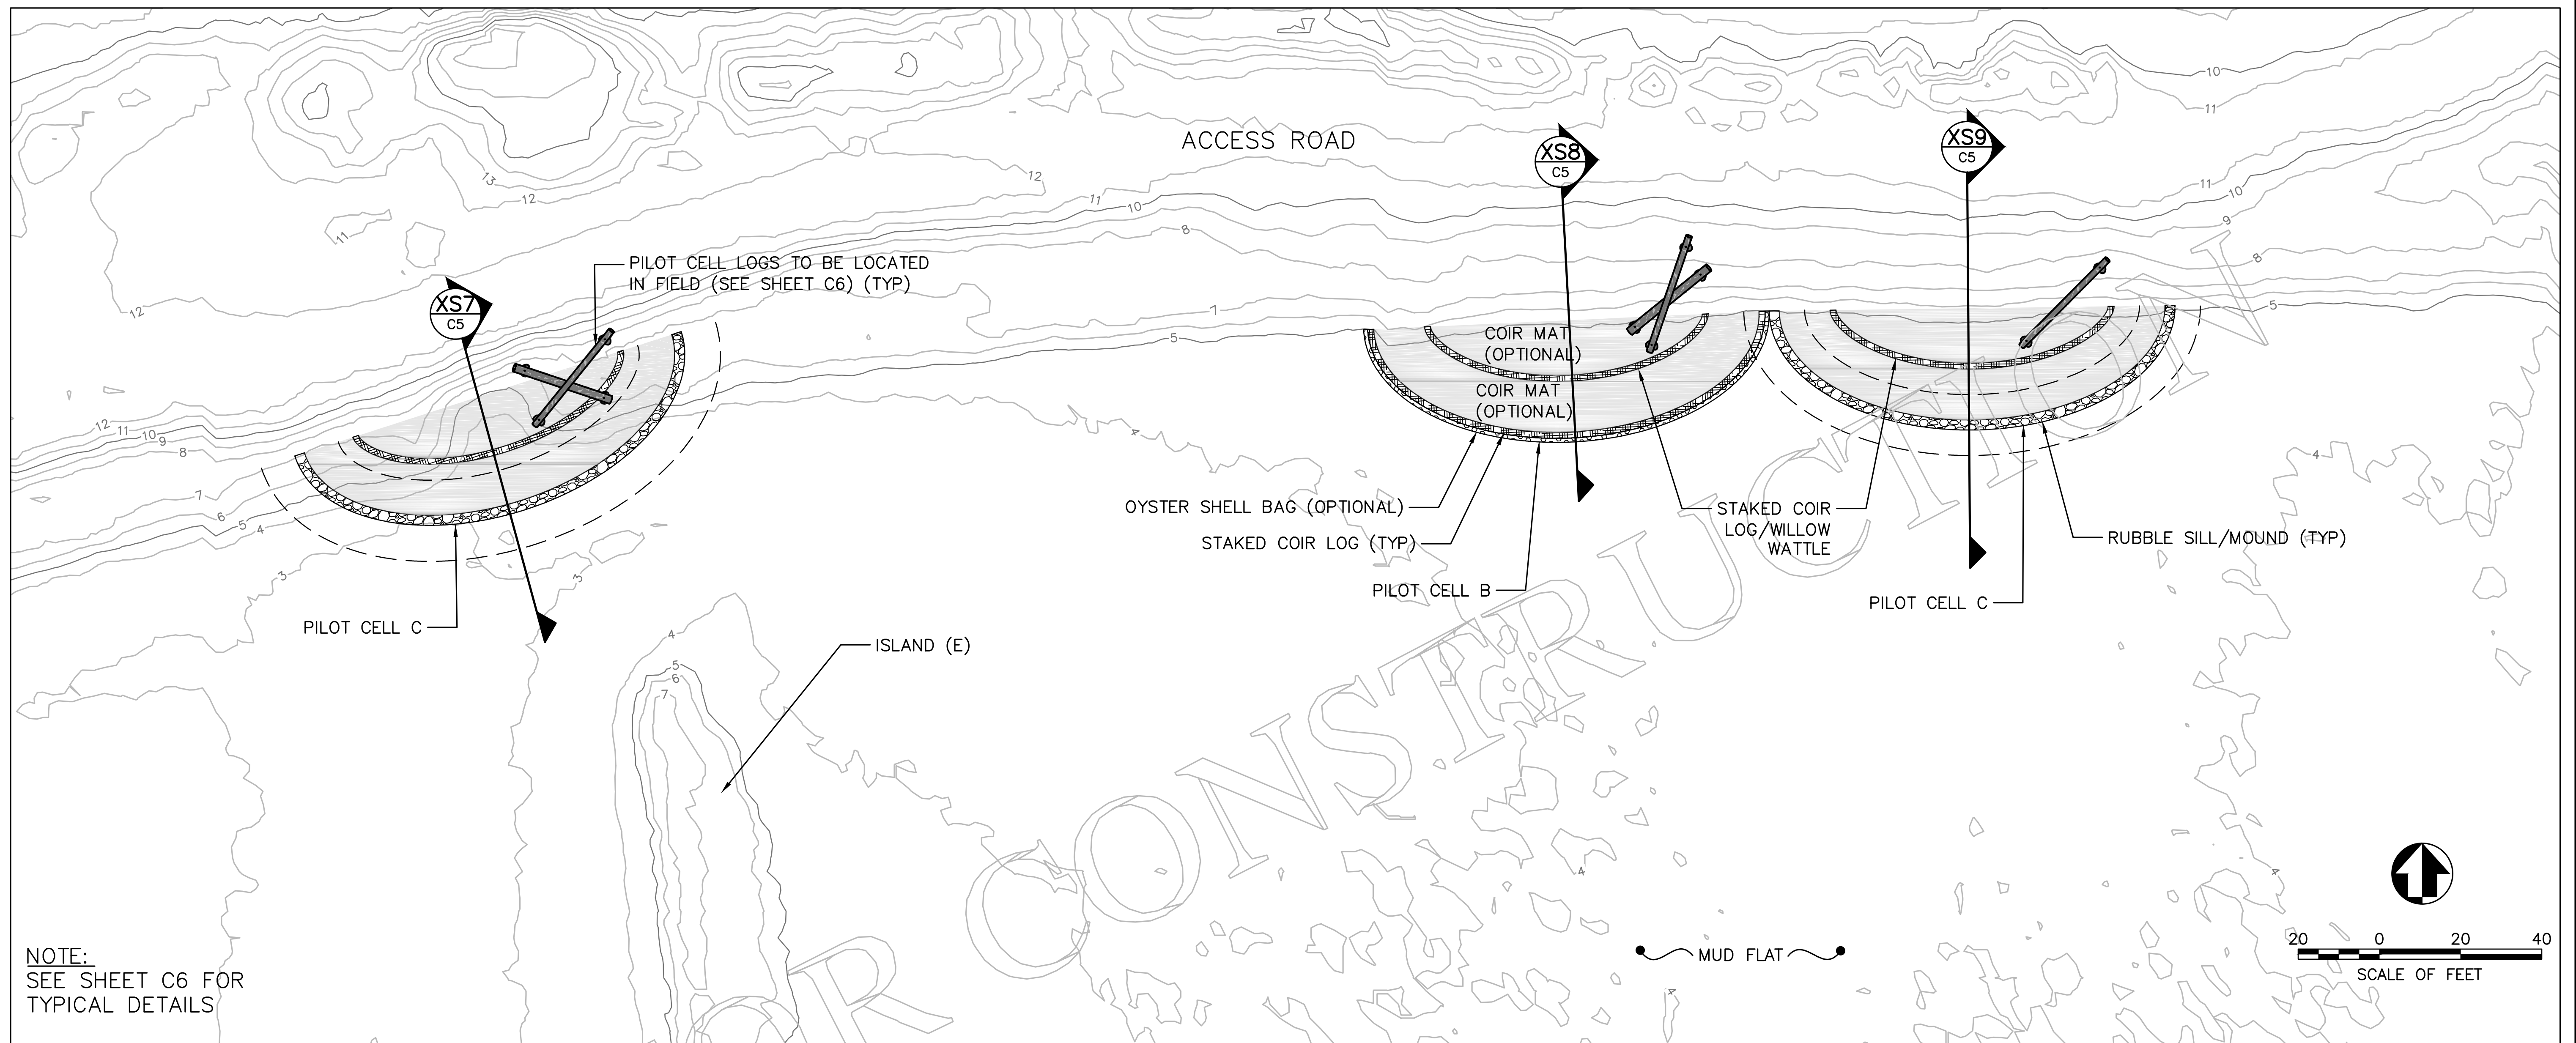 ACCESS ROAD
XS7
C5
XS8
C5
XS9
C5
PILOT CELL LOGS TO BE LOCATED
IN FIELD (SEE SHEET C6) (TYP)
COIR MAT
(OPTIONAL)
COIR MAT
(OPTIONAL)
OYSTER SHELL BAG (OPTIONAL)
STAKED COIR LOG (TYP)
PILOT CELL B
STAKED COIR
LOG/WILLOW
WATTLE
RUBBLE SILL/MOUND (TYP)
PILOT CELL C
PILOT CELL C
ISLAND (E)
MUD FLAT
NOTE:
SEE SHEET C6 FOR
TYPICAL DETAILS
20 0 20 40
SCALE OF FEET
13
12
11
12
12
11
10
8
7
5
10
11
11
10
9
8
5
12
11
10
9
8
7
6
5
4
3
3
4
5
6
7
4
4
4
4
4
CONSTRUCTION